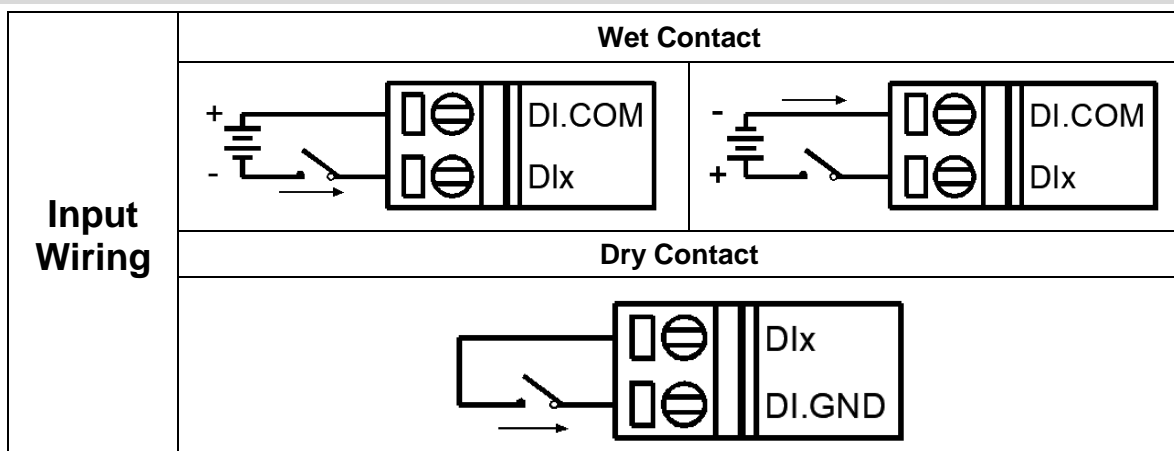 Wet Contact
+
-
DI.COM
DIx
-
+
DI.COM
DIx
Input
Wiring
Dry Contact
DIx
DI.GND